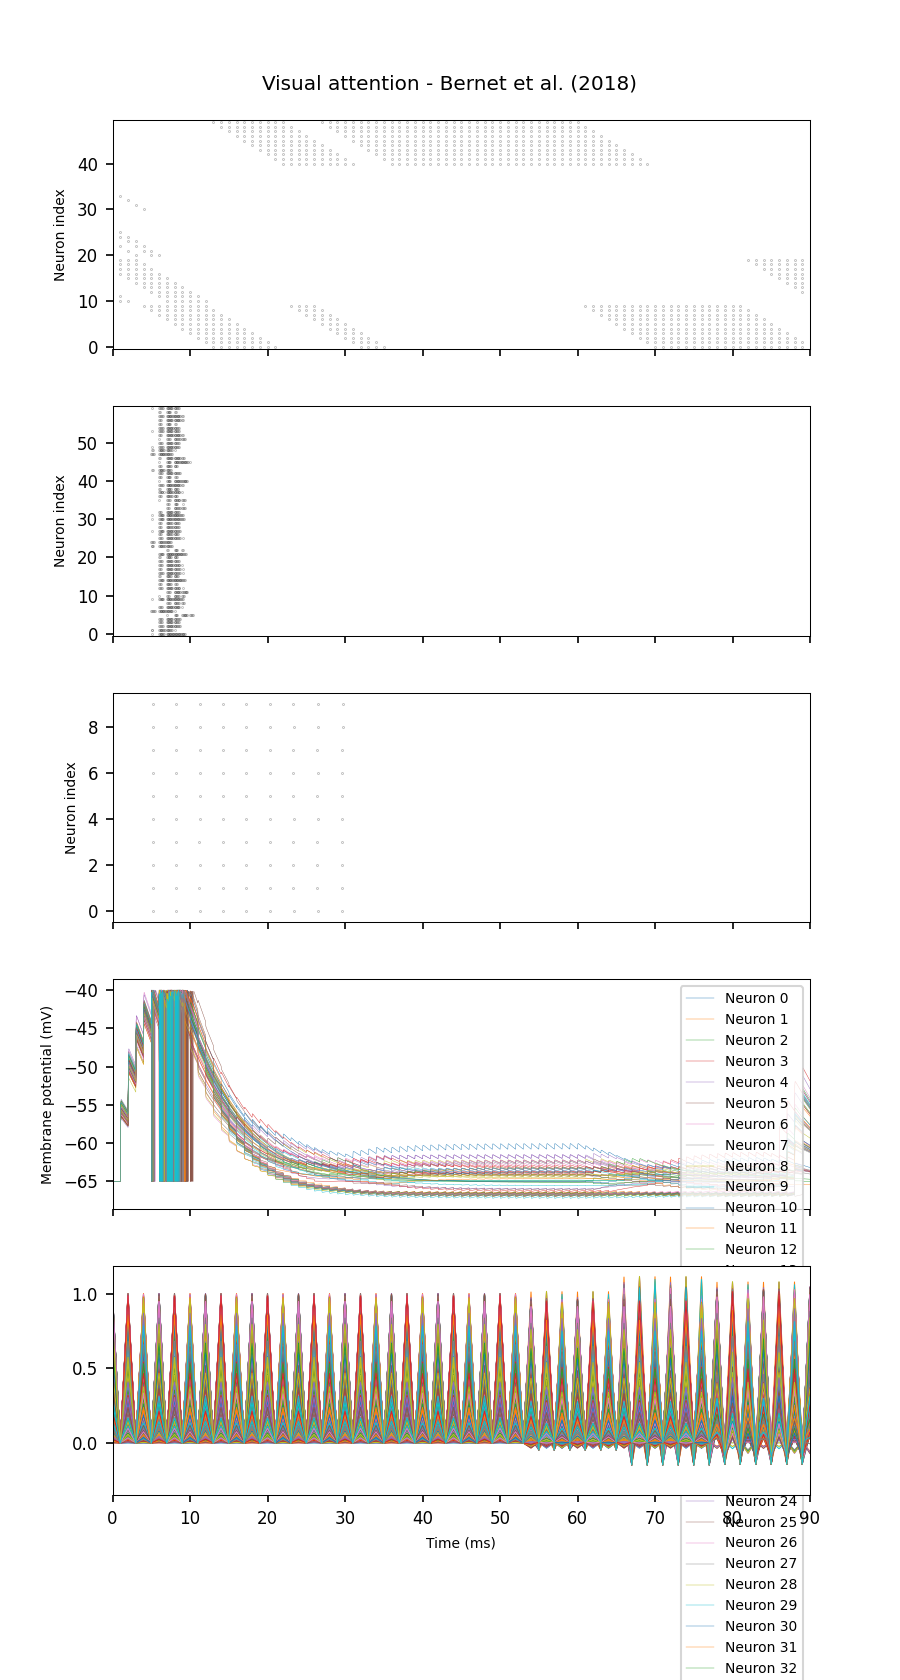 Visual attention - Bernet et al. (2018)
40
30
20
10
0
Neuron index
50
40
30
20
10
0
Neuron index
8
6
4
2
0
Neuron index
−40
−45
−50
−55
−60
−65
Membrane potential (mV)
Neuron 0
Neuron 1
Neuron 2
Neuron 3
Neuron 4
Neuron 5
Neuron 6
Neuron 7
Neuron 8
Neuron 9
Neuron 10
Neuron 11
Neuron 12
1.0
0.5
0.0
0 10 20 30 40 50 60 70 80 90
Time (ms)
Neuron 24
Neuron 25
Neuron 26
Neuron 27
Neuron 28
Neuron 29
Neuron 30
Neuron 31
Neuron 32